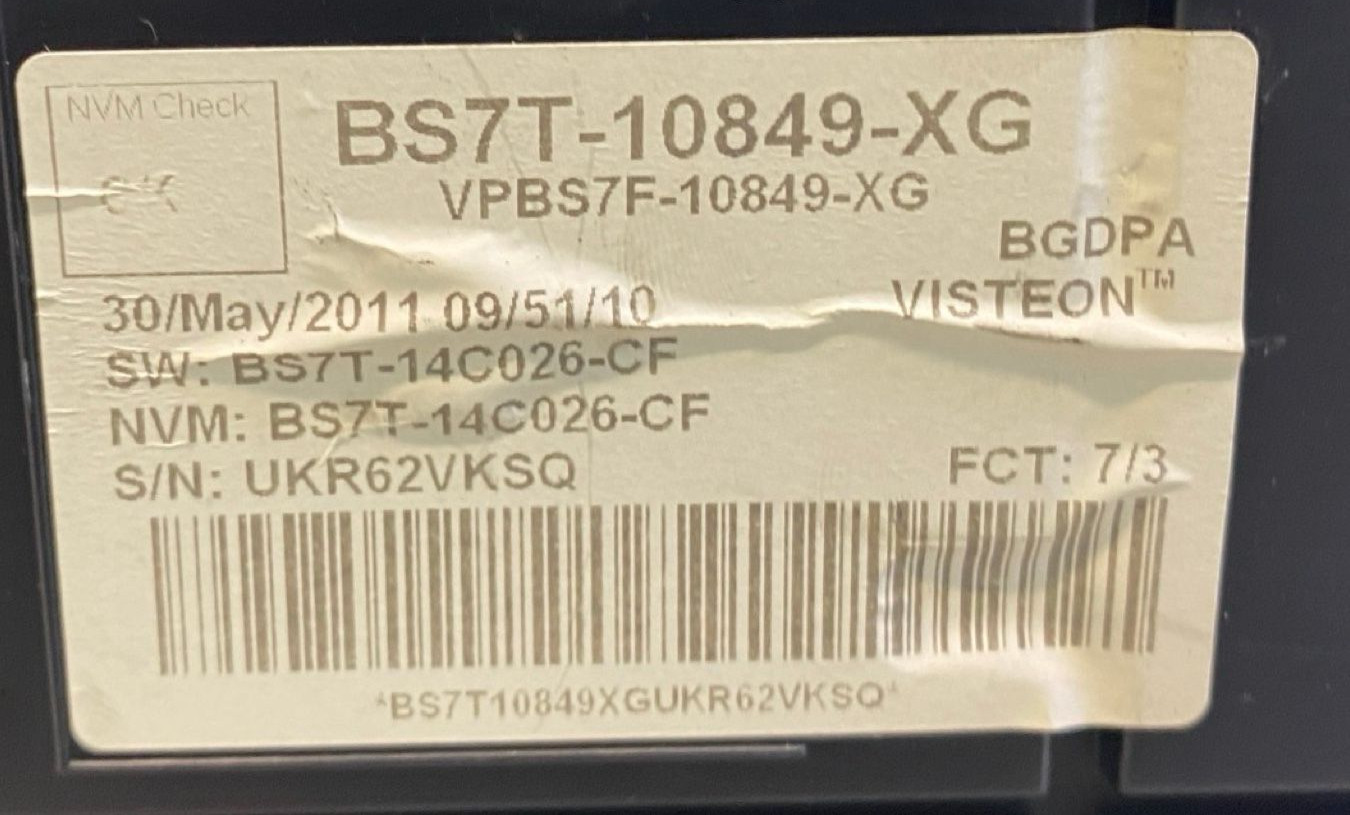 NVM Check
OK
BS7T-10849-XG
VPBS7F-10849-XG
BGDPA
VISTEON™
30/May/2011 09/51/10
SW: BS7T-14C026-CF
NVM: BS7T-14C026-CF
S/N: UKR62VKSQ
FCT: 7/3
*BS7T10849XGUKR62VKSQ*